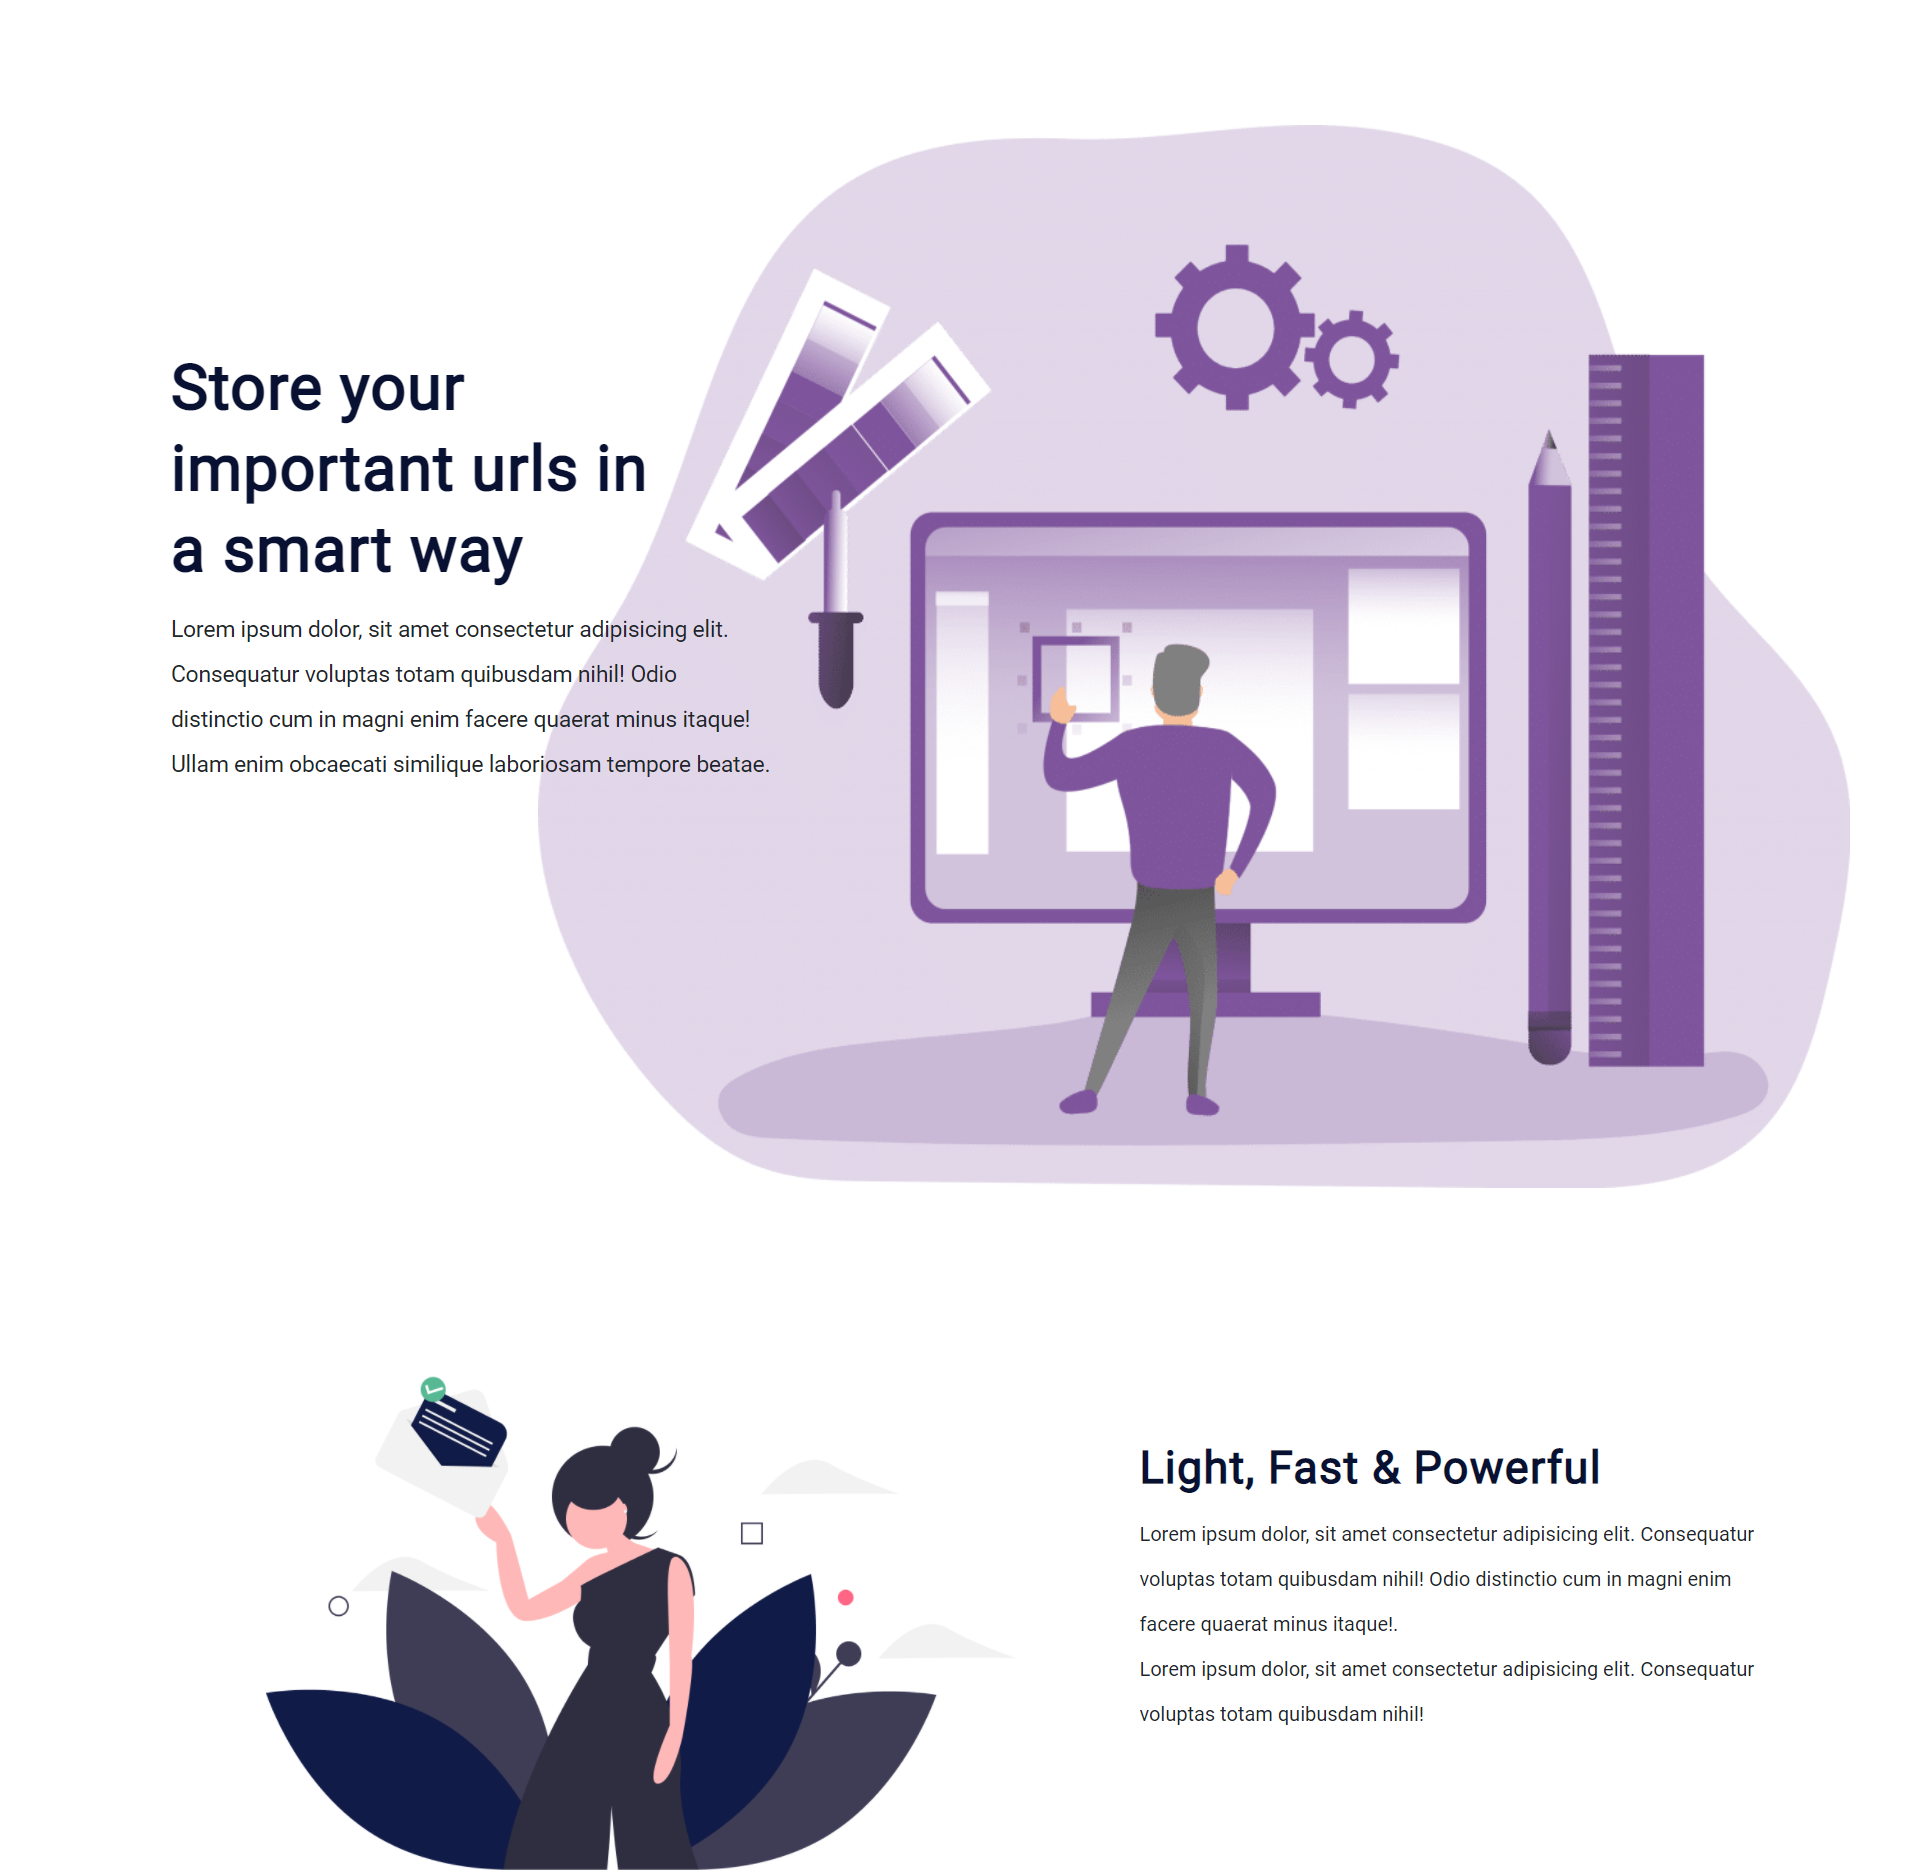 Store your
important urls in
a smart way
Lorem ipsum dolor, sit amet consectetur adipisicing elit.
Consequatur voluptas totam quibusdam nihil! Odio
distinctio cum in magni enim facere quaerat minus itaque!
Ullam enim obcaecati similique laboriosam tempore beatae.
Light, Fast & Powerful
Lorem ipsum dolor, sit amet consectetur adipisicing elit. Consequatur
voluptas totam quibusdam nihil! Odio distinctio cum in magni enim
facere quaerat minus itaque!.
Lorem ipsum dolor, sit amet consectetur adipisicing elit. Consequatur
voluptas totam quibusdam nihil!